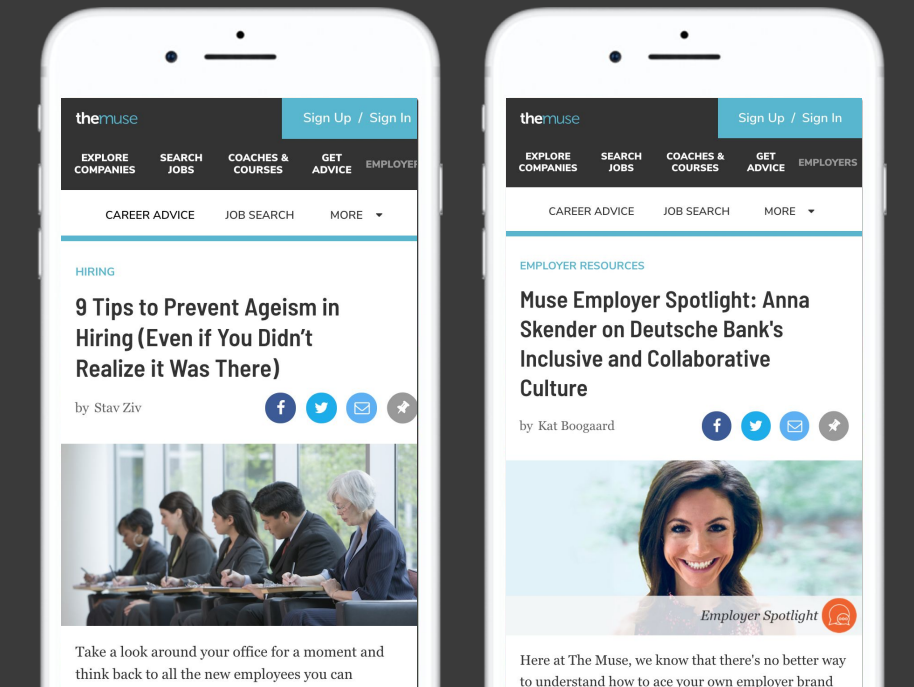 themuse
Sign Up / Sign In
EXPLORE COMPANIES
SEARCH JOBS
COACHES & COURSES
GET ADVICE
EMPLOYER
CAREER ADVICE
JOB SEARCH
MORE
HIRING
9 Tips to Prevent Ageism in
Hiring (Even if You Didn’t
Realize it Was There)
by Stav Ziv
Take a look around your office for a moment and
think back to all the new employees you can
themuse
Sign Up / Sign In
EXPLORE COMPANIES
SEARCH JOBS
COACHES & COURSES
GET ADVICE
EMPLOYERS
CAREER ADVICE
JOB SEARCH
MORE
EMPLOYER RESOURCES
Muse Employer Spotlight: Anna
Skender on Deutsche Bank's
Inclusive and Collaborative
Culture
by Kat Boogaard
Employer Spotlight
Here at The Muse, we know that there's no better way
to understand how to ace your own employer brand